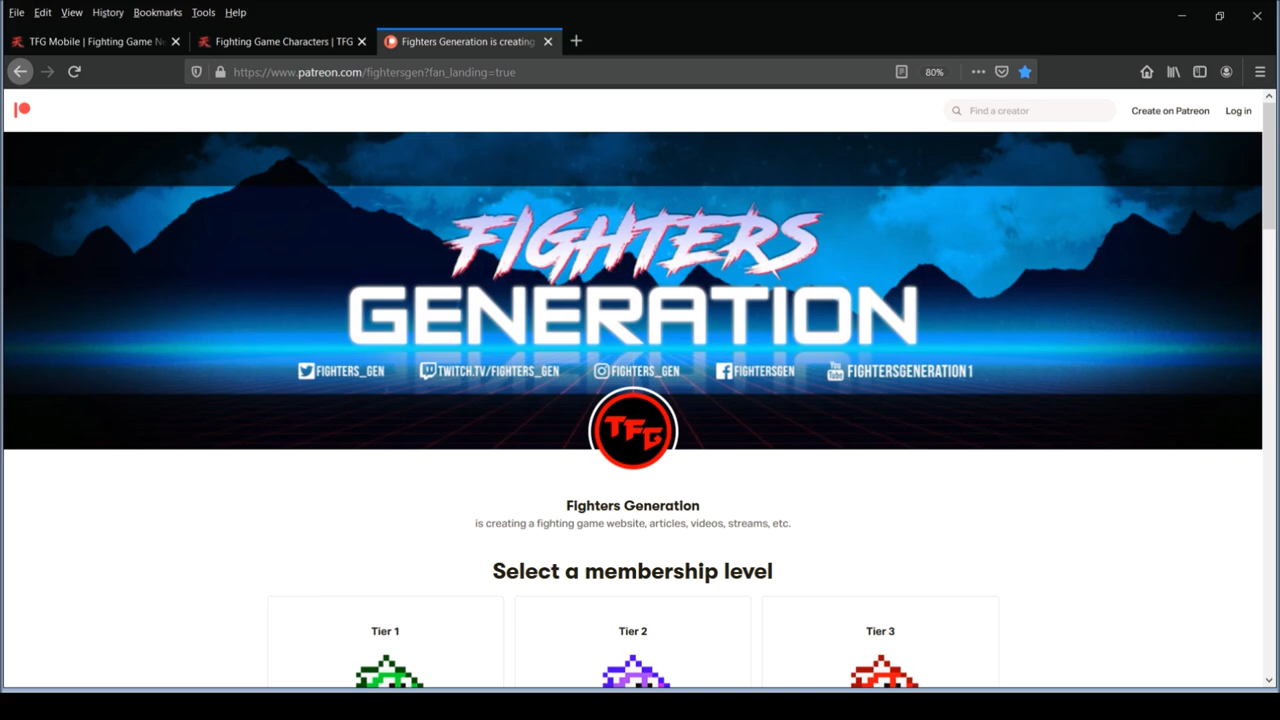 File Edit View History Bookmarks Tools Help
TFG Mobile | Fighting Game Ne
Fighting Game Characters | TFG
Fighters Generation is creating
https://www.patreon.com/fightersgen?fan_landing=true
80%
Find a creator
Create on Patreon
Log in
FIGHTERS
GENERATION
FIGHTERS_GEN
TWITCH.TV/FIGHTERS_GEN
FIGHTERS_GEN
FIGHTERSGEN
You Tube FIGHTERSGENERATION1
TFG
Fighters Generation
is creating a fighting game website, articles, videos, streams, etc.
Select a membership level
Tier 1
Tier 2
Tier 3